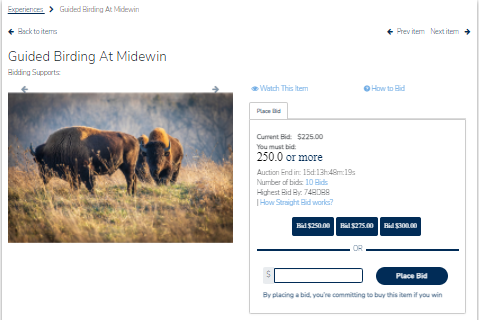 Experiences > Guided Birding At Midewin
Back to items
Prev item Next item
Guided Birding At Midewin
Bidding Supports:
Watch This Item
How to Bid
Place Bid
Current Bid: $225.00
You must bid:
250.0 or more
Auction End in: 15d:13h:48m:19s
Number of bids: 10 Bids
Highest Bid By: 748DB8
| How Straight Bid works?
Bid $250.00 Bid $275.00 Bid $300.00
OR
$ Place Bid
By placing a bid, you're committing to buy this item if you win